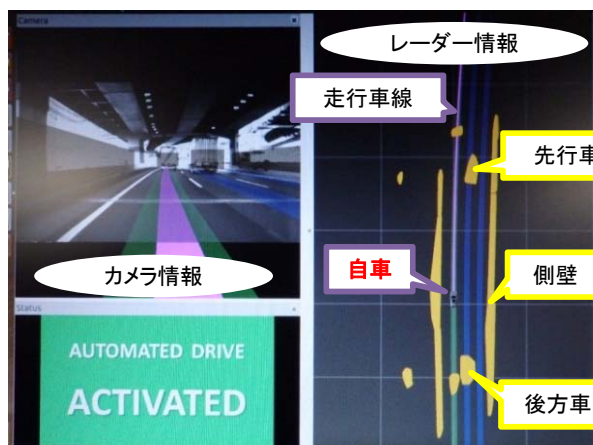 Camera
レーダー情報
走行車線
先行車
自車
側壁
カメラ情報
Status
AUTOMATED DRIVE
ACTIVATED
後方車